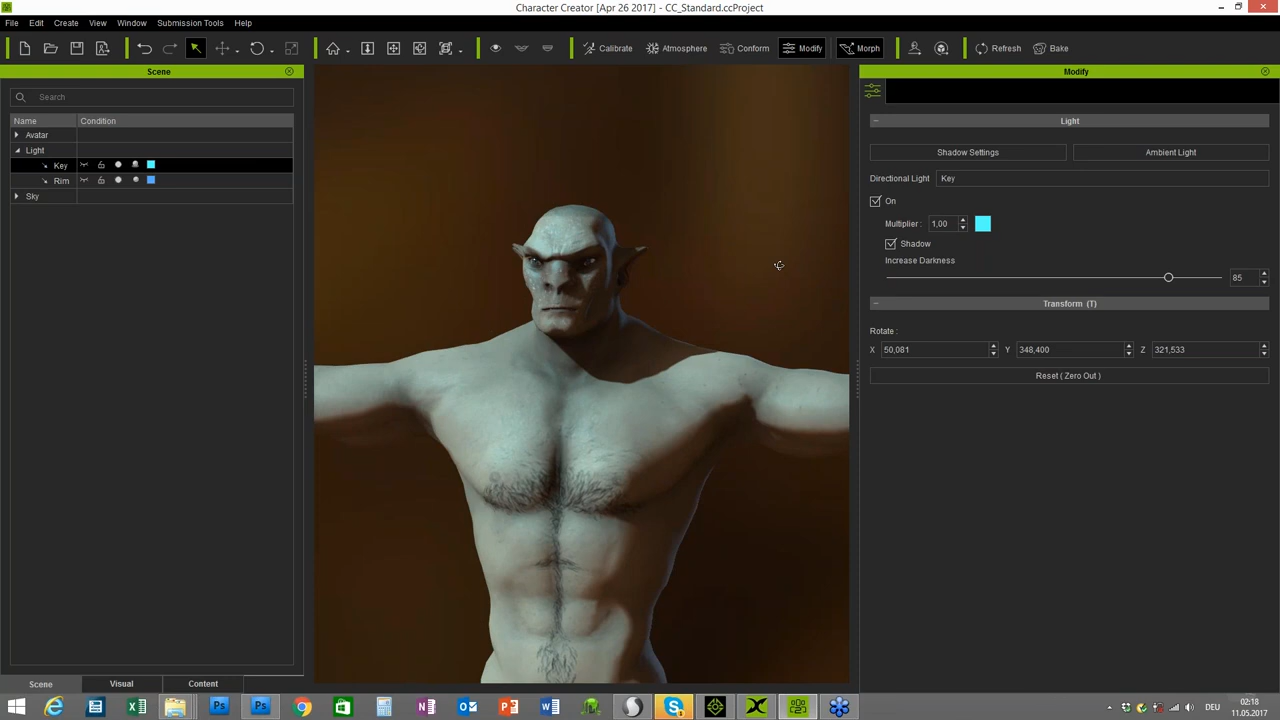 Character Creator [Apr 26 2017] - CC_Standard.ccProject
File Edit Create View Window Submission Tools Help
Calibrate Atmosphere Conform Modify Morph Refresh Bake
Scene
Search
Name Condition
Avatar
Light
Key
Rim
Sky
Scene Visual Content
Modify
Light
Shadow Settings Ambient Light
Directional Light Key
On
Multiplier : 1,00
Shadow
Increase Darkness
85
Transform (T)
Rotate :
X 50,081 Y 348,400 Z 321,533
Reset ( Zero Out )
DEU 02:18
11.05.2017